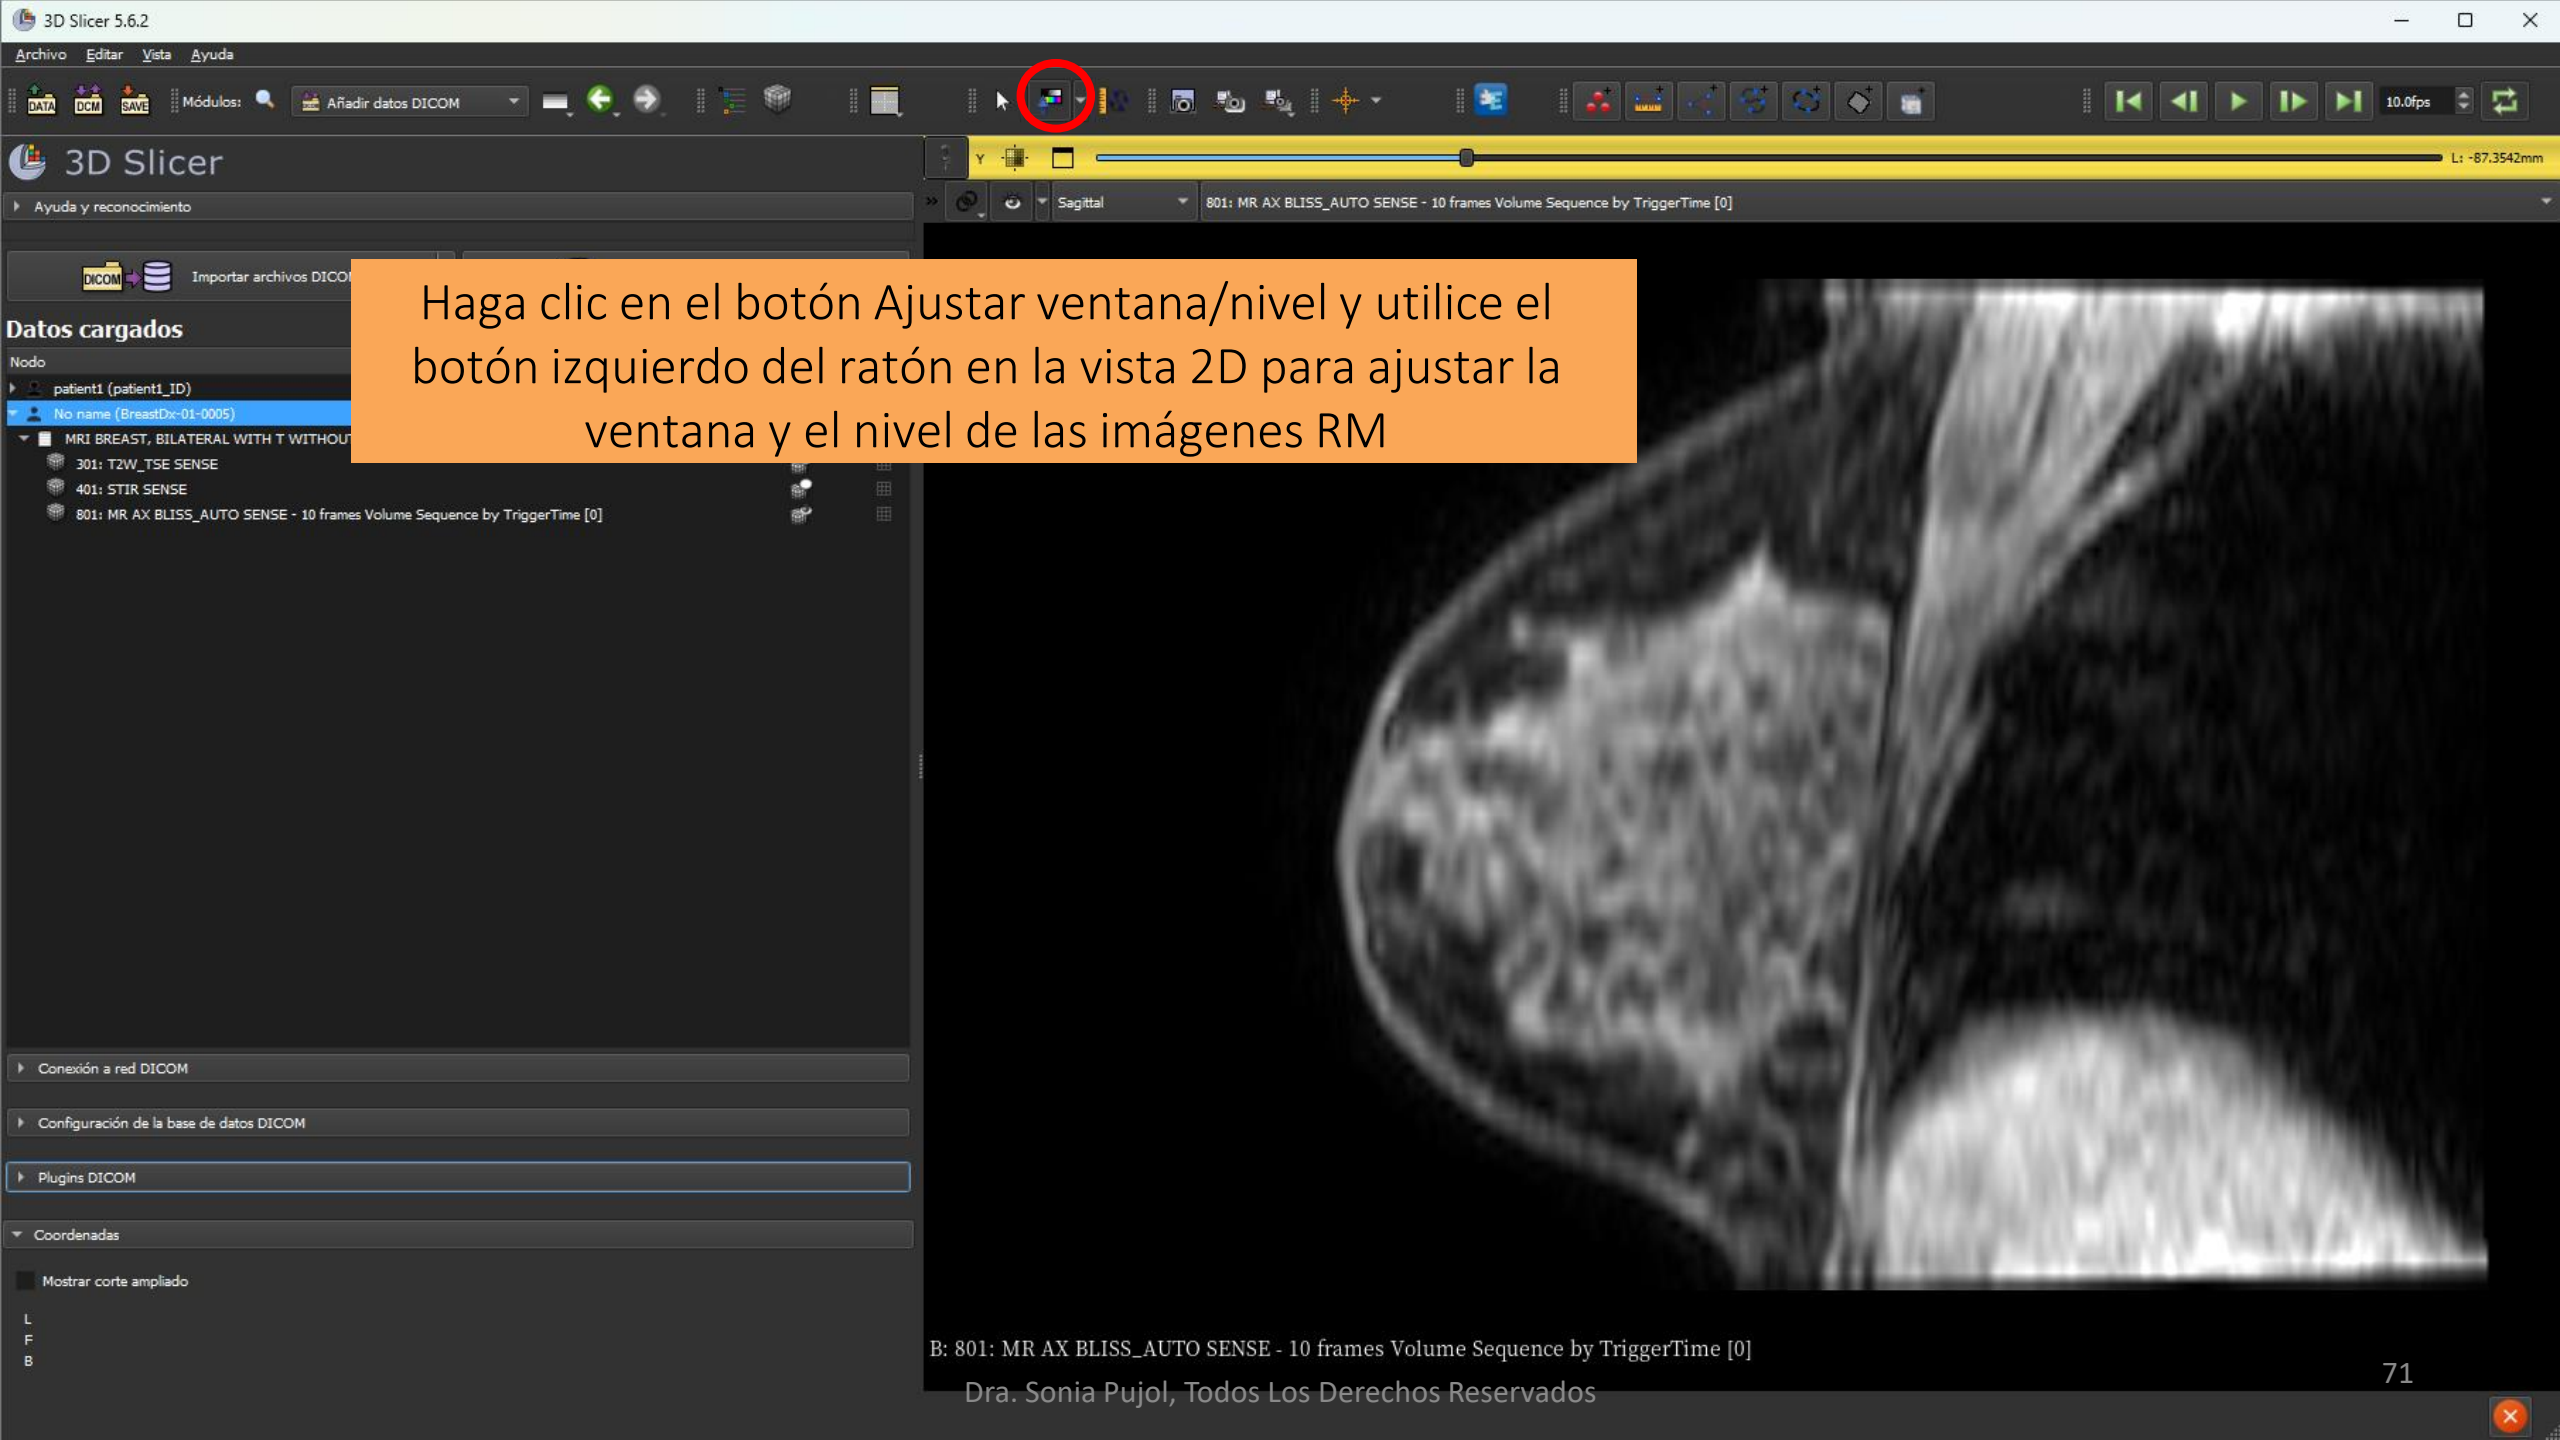 3D Slicer 5.6.2
Archivo Editar Vista Ayuda
DATA DCM SAVE Módulos: Añadir datos DICOM 10.0fps
3D Slicer
Y L: -87.3542mm
Ayuda y reconocimiento
Sagittal 801: MR AX BLISS_AUTO SENSE - 10 frames Volume Sequence by TriggerTime [0]
DICOM Importar archivos
Haga clic en el botón Ajustar ventana/nivel y utilice el
botón izquierdo del ratón en la vista 2D para ajustar la
ventana y el nivel de las imágenes RM
Datos cargados
Nodo
patient1 (patient1_ID)
No name (BreastDx-01-0005)
MRI BREAST, BILATERAL WITH T WITHOUT
301: T2W_TSE SENSE
401: STIR SENSE
801: MR AX BLISS_AUTO SENSE - 10 frames Volume Sequence by TriggerTime [0]
Conexión a red DICOM
Configuración de la base de datos DICOM
Plugins DICOM
Coordenadas
Mostrar corte ampliado
L
F
B
B: 801: MR AX BLISS_AUTO SENSE - 10 frames Volume Sequence by TriggerTime [0]
71
Dra. Sonia Pujol, Todos Los Derechos Reservados